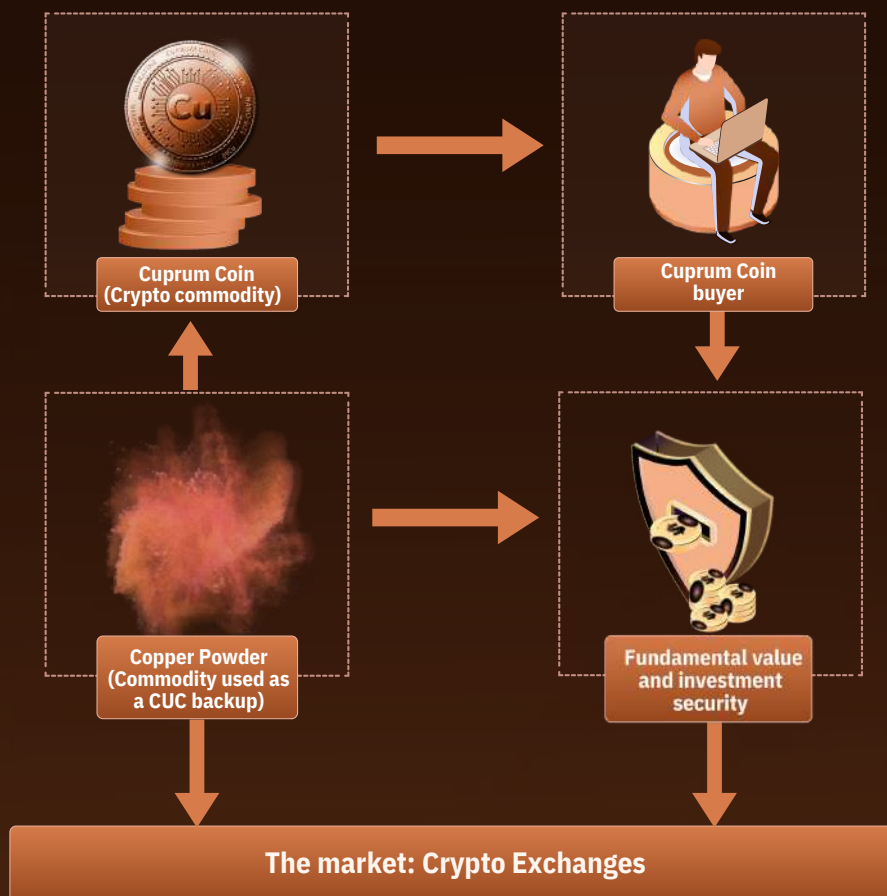 Cu
Cuprum Coin
(Crypto commodity)
Cuprum Coin
buyer
Copper Powder
(Commodity used as
a CUC backup)
Fundamental value
and investment
security
The market: Crypto Exchanges